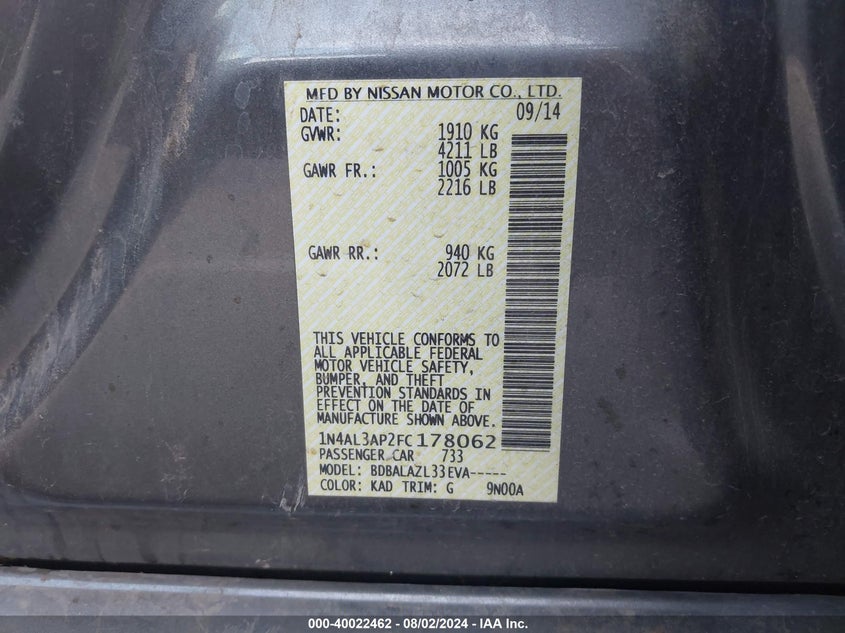 MFD BY NISSAN MOTOR CO., LTD.
DATE: 09/14
GVWR: 1910 KG
4211 LB
GAWR FR.: 1005 KG
2216 LB
GAWR RR.: 940 KG
2072 LB
THIS VEHICLE CONFORMS TO
ALL APPLICABLE FEDERAL
MOTOR VEHICLE SAFETY,
BUMPER, AND THEFT
PREVENTION STANDARDS IN
EFFECT ON THE DATE OF
MANUFACTURE SHOWN ABOVE.
1N4AL3AP2FC178062
PASSENGER CAR 733
MODEL: BDBALAZL33EVA-----
COLOR: KAD TRIM: G 9N00A
000-40022462 - 08/02/2024 - IAA Inc.